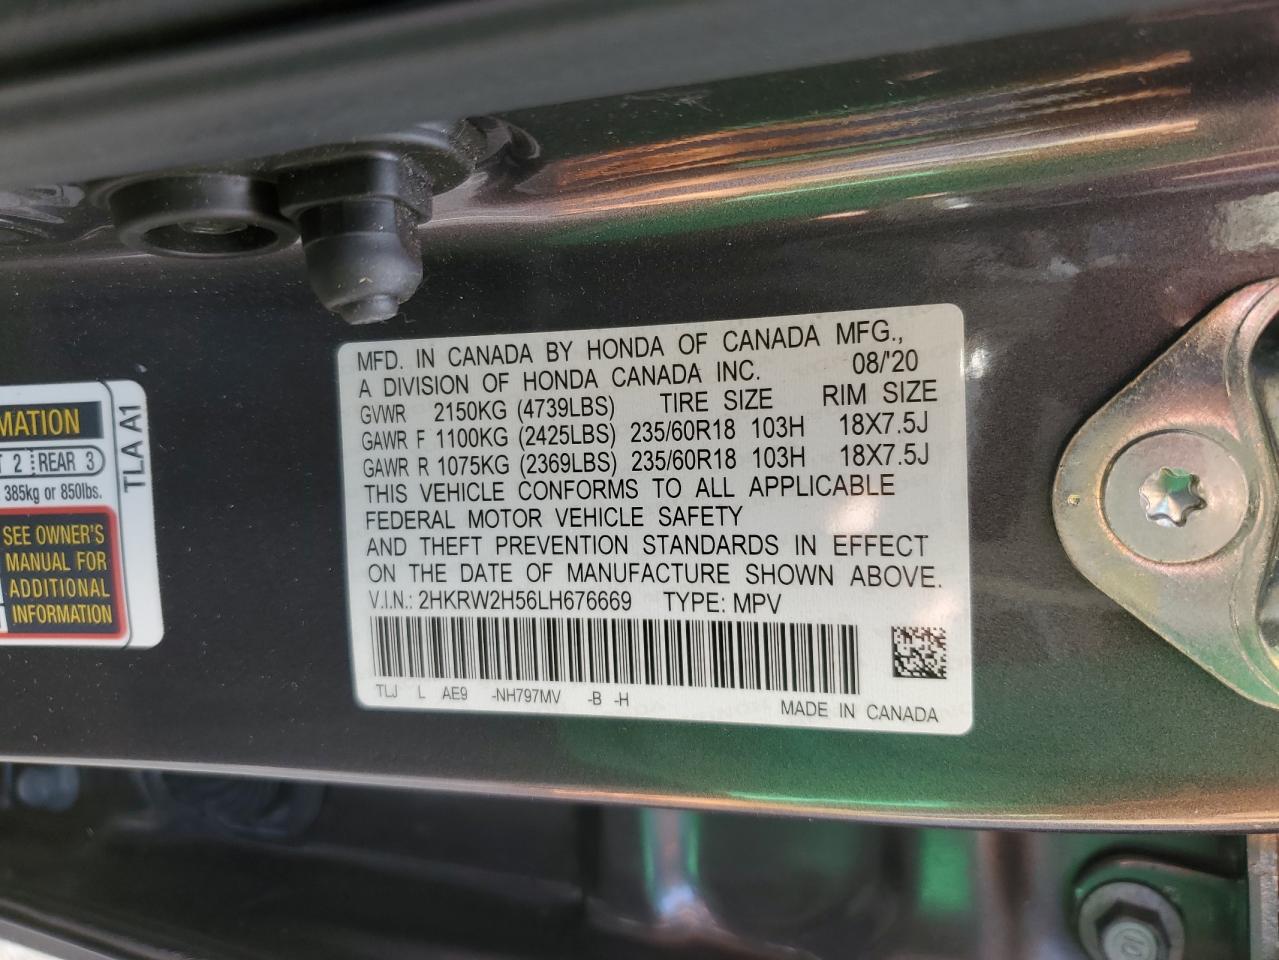 MATION
T 2 REAR 3
385kg or 850lbs.
SEE OWNER'S
MANUAL FOR
ADDITIONAL
INFORMATION
TLA A1
MFD. IN CANADA BY HONDA OF CANADA MFG.,
A DIVISION OF HONDA CANADA INC. 08/'20
GVWR 2150KG (4739LBS) TIRE SIZE RIM SIZE
GAWR F 1100KG (2425LBS) 235/60R18 103H 18X7.5J
GAWR R 1075KG (2369LBS) 235/60R18 103H 18X7.5J
THIS VEHICLE CONFORMS TO ALL APPLICABLE
FEDERAL MOTOR VEHICLE SAFETY
AND THEFT PREVENTION STANDARDS IN EFFECT
ON THE DATE OF MANUFACTURE SHOWN ABOVE.
V.I.N.: 2HKRW2H56LH676669 TYPE: MPV
TLJ L AE9 -NH797MV -B -H
MADE IN CANADA